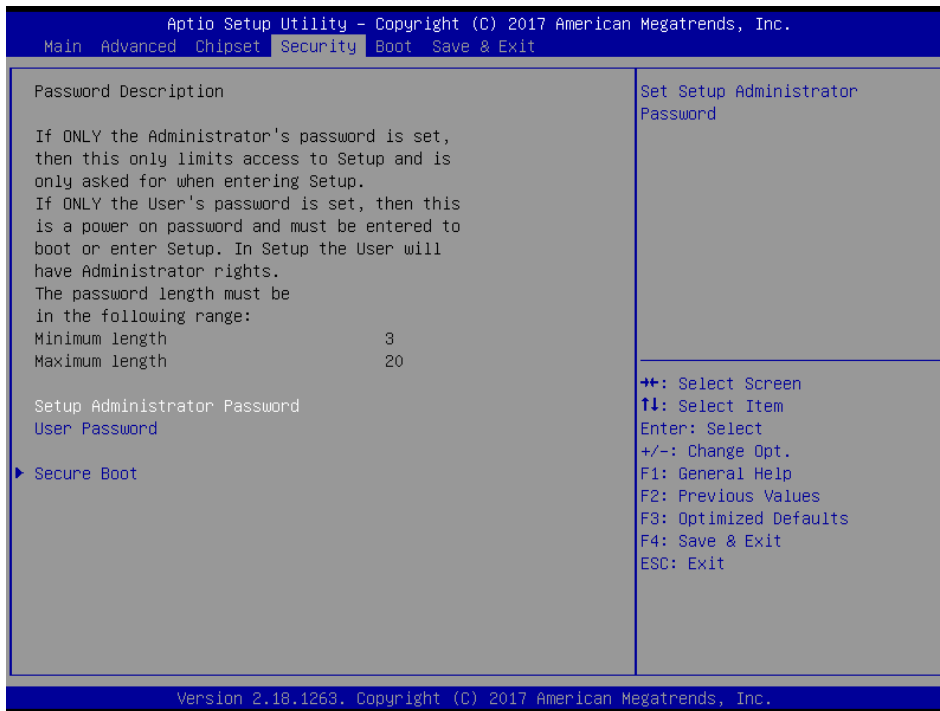 Aptio Setup Utility – Copyright (C) 2017 American Megatrends, Inc.
Main Advanced Chipset Security Boot Save & Exit
Password Description
If ONLY the Administrator's password is set,
then this only limits access to Setup and is
only asked for when entering Setup.
If ONLY the User's password is set, then this
is a power on password and must be entered to
boot or enter Setup. In Setup the User will
have Administrator rights.
The password length must be
in the following range:
Minimum length 3
Maximum length 20
Setup Administrator Password
User Password
Secure Boot
Set Setup Administrator
Password
→←: Select Screen
↑↓: Select Item
Enter: Select
+/-: Change Opt.
F1: General Help
F2: Previous Values
F3: Optimized Defaults
F4: Save & Exit
ESC: Exit
Version 2.18.1263. Copyright (C) 2017 American Megatrends, Inc.